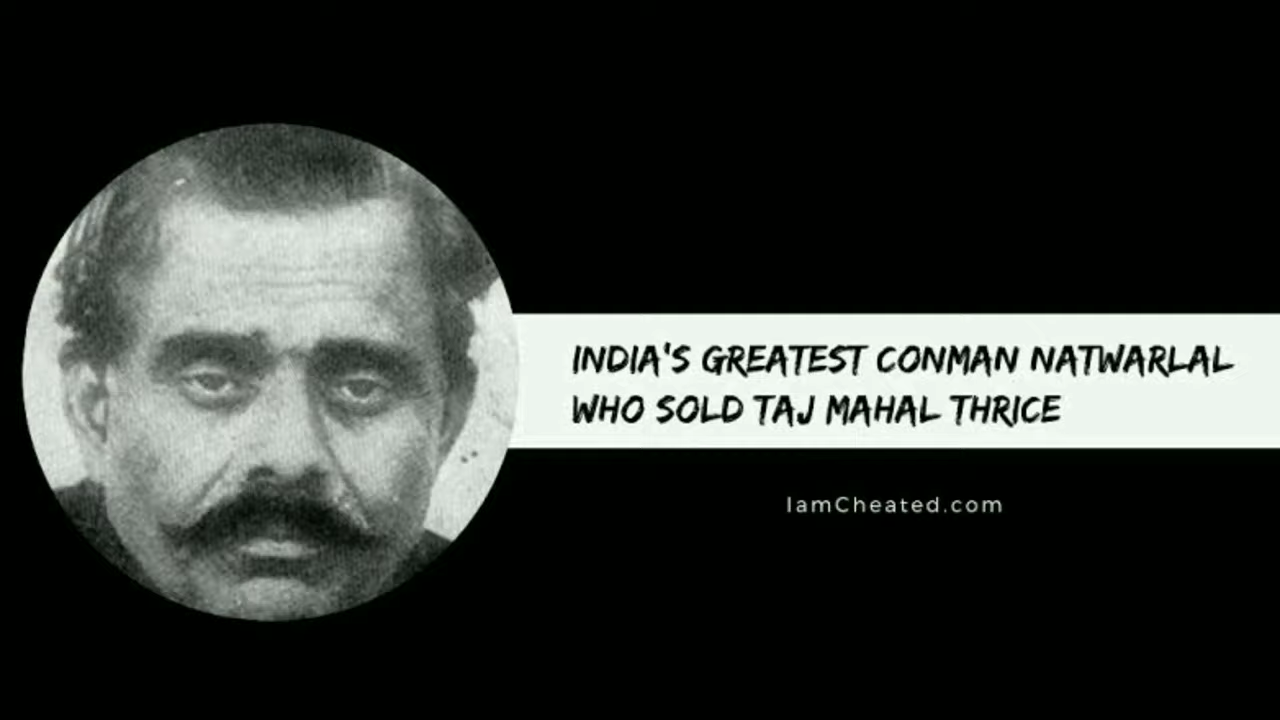 INDIA'S GREATEST CONMAN NATWARLAL
WHO SOLD TAJ MAHAL THRICE
IamCheated.com